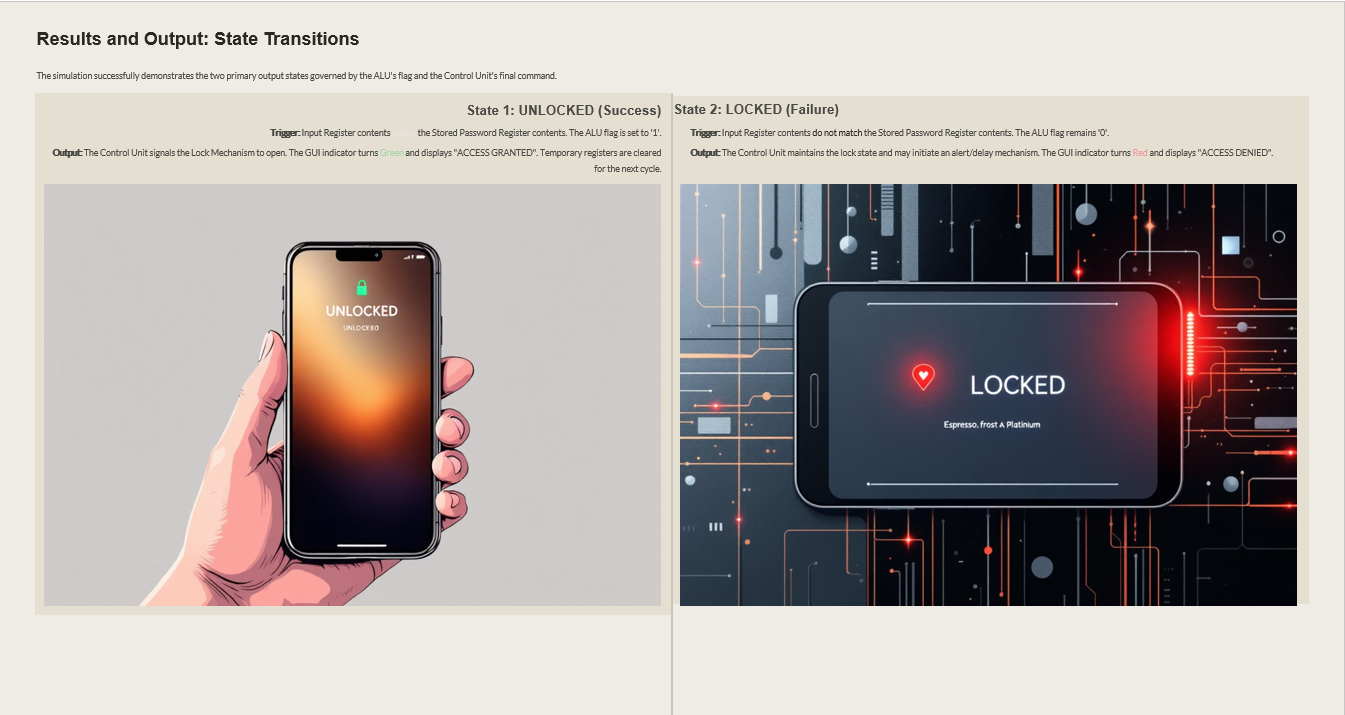 Results and Output: State Transitions
The simulation successfully demonstrates the two primary output states governed by the ALU's flag and the Control Unit's final command.
State 1: UNLOCKED (Success)
Trigger: Input Register contents the Stored Password Register contents. The ALU flag is set to '1'.
Output: The Control Unit signals the Lock Mechanism to open. The GUI indicator turns Green and displays "ACCESS GRANTED". Temporary registers are cleared
for the next cycle.
UNLOCKED
UNLOCKED
State 2: LOCKED (Failure)
Trigger: Input Register contents do not match the Stored Password Register contents. The ALU flag remains '0'.
Output: The Control Unit maintains the lock state and may initiate an alert/delay mechanism. The GUI indicator turns Red and displays "ACCESS DENIED".
LOCKED
Espresso, frost A Platinium